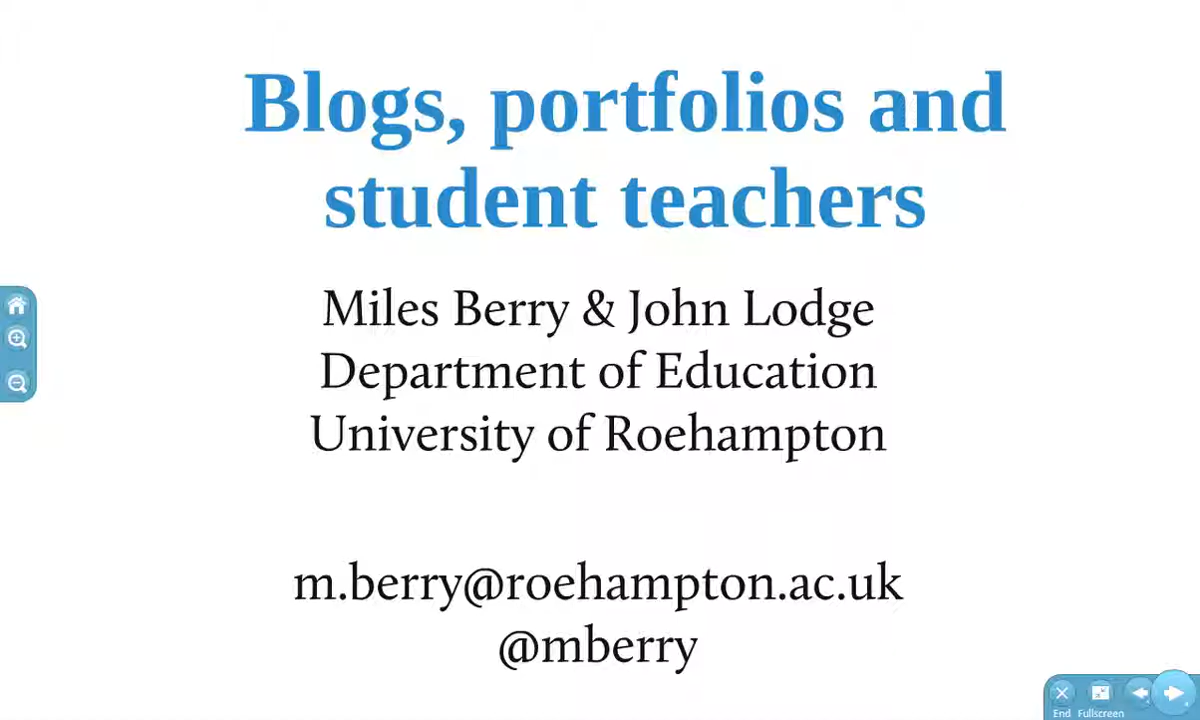 Blogs, portfolios and
student teachers
Miles Berry & John Lodge
Department of Education
University of Roehampton
m.berry@roehampton.ac.uk
@mberry
End Fullscreen